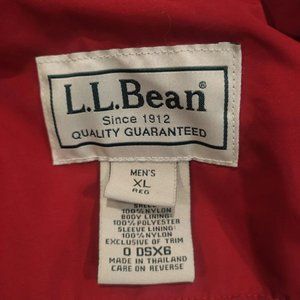 L.L.Bean®
Since 1912
QUALITY GUARANTEED
MEN'S
XL
REG
SHELL:
100% NYLON
BODY LINING:
100% POLYESTER
SLEEVE LINING:
100% NYLON
EXCLUSIVE OF TRIM
0 DSX6
MADE IN THAILAND
CARE ON REVERSE